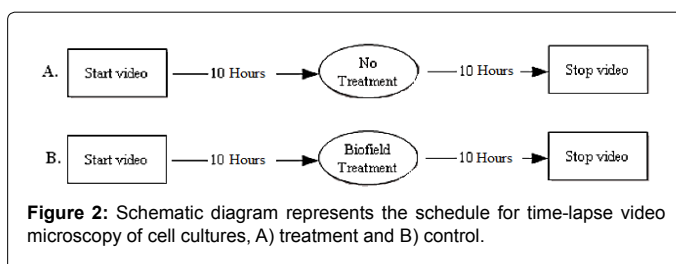 No
A. Start video 10 Hours Treatment 10 Hours Stop video
Biofield
B. Start video 10 Hours Treatment 10 Hours Stop video
Figure 2: Schematic diagram represents the schedule for time-lapse video
microscopy of cell cultures, A) treatment and B) control.